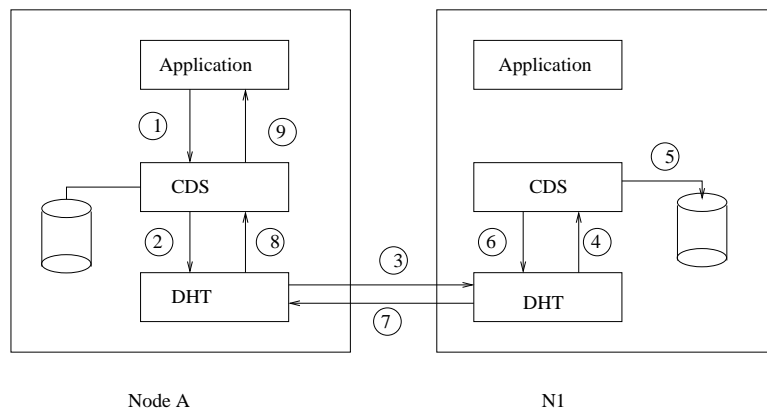 Application
Application
1
9
5
CDS
CDS
2
8
6
4
3
DHT
DHT
7
Node A
N1